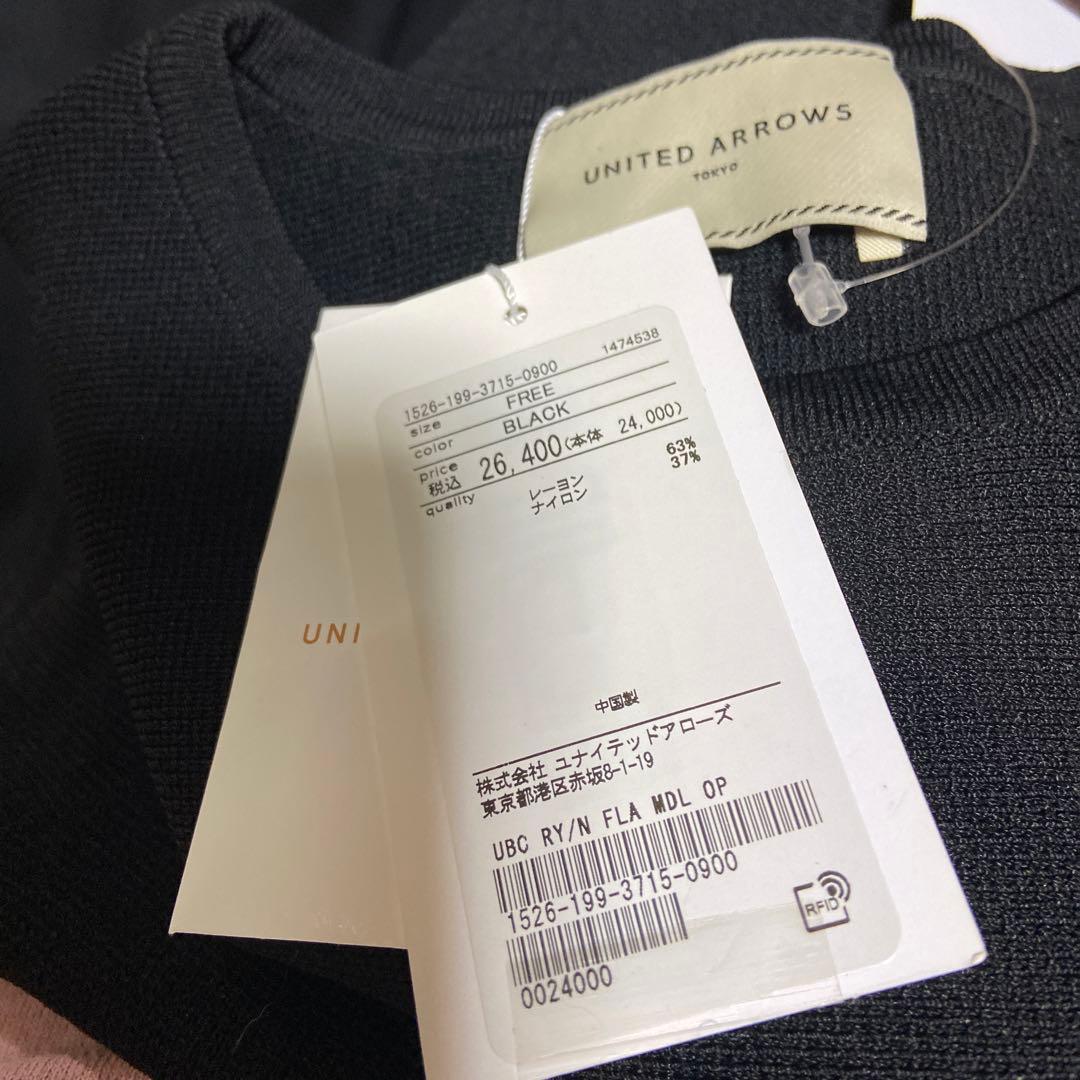 UNITED ARROWS
TOKYO
1526-199-3715-0900 1474538
size FREE
color BLACK
price
税込 26,400(本体 24,000)
quality レーヨン 63%
ナイロン 37%
UNI
中国製
株式会社 ユナイテッドアローズ
東京都港区赤坂8-1-19
UBC RY/N FLA MDL OP
1526-199-3715-0900
RFID
0024000